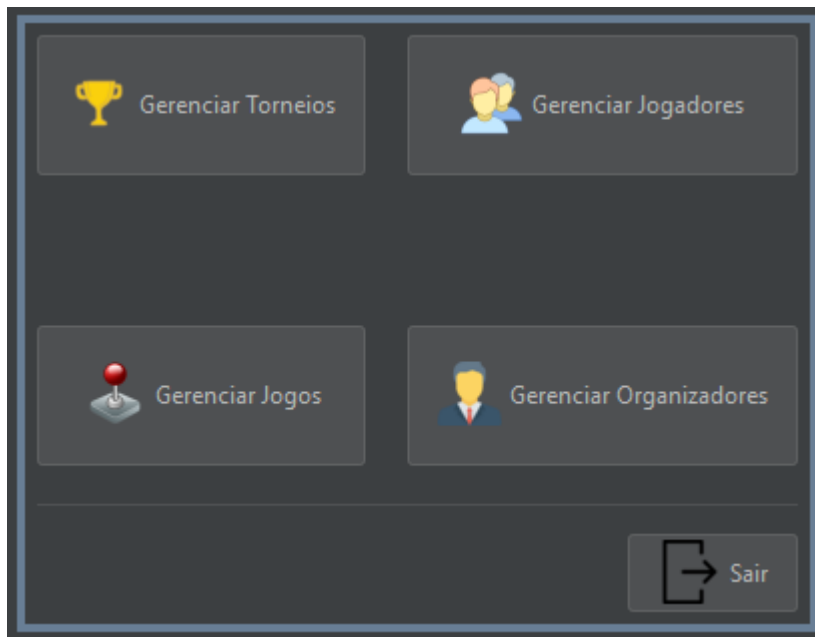 Gerenciar Torneios
Gerenciar Jogadores
Gerenciar Jogos
Gerenciar Organizadores
Sair